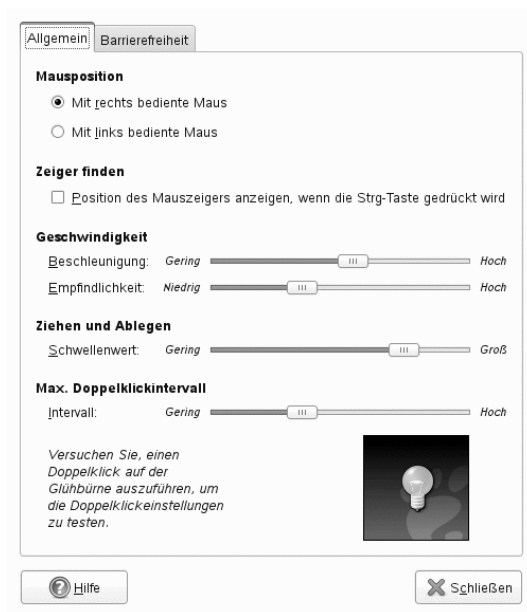 Allgemein Barrierefreiheit
Mausposition
Mit rechts bediente Maus
Mit links bediente Maus
Zeiger finden
Position des Mauszeigers anzeigen, wenn die Strg-Taste gedrückt wird
Geschwindigkeit
Beschleunigung: Gering Hoch
Empfindlichkeit: Niedrig Hoch
Ziehen und Ablegen
Schwellenwert: Gering Groß
Max. Doppelklickintervall
Intervall: Gering Hoch
Versuchen Sie, einen
Doppelklick auf der
Glühbürne auszuführen, um
die Doppelklickeinstellungen
zu testen.
Hilfe Schließen